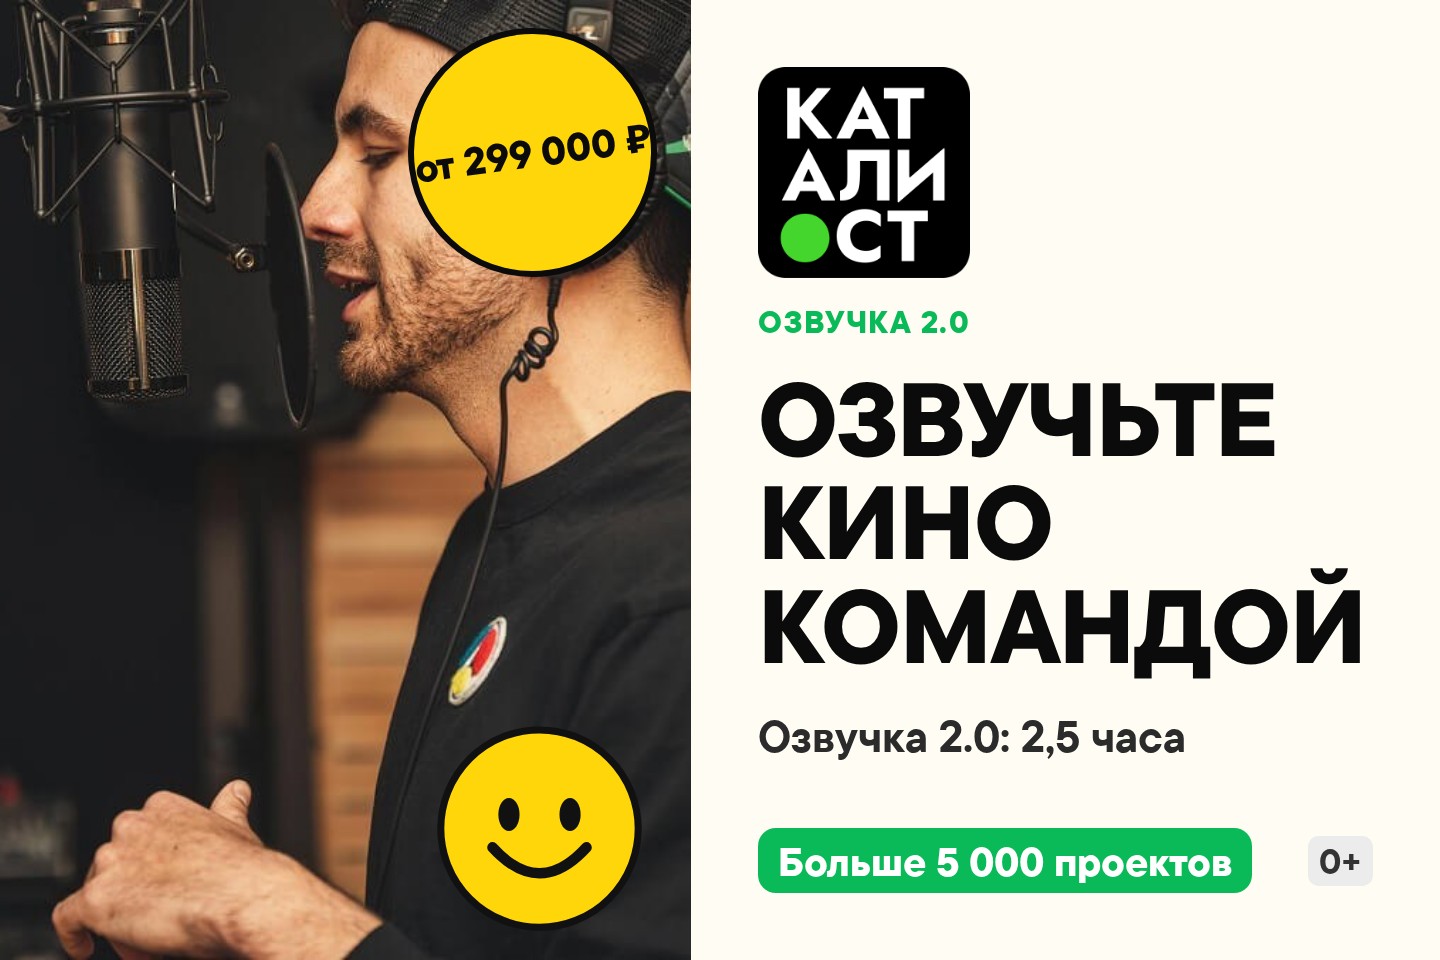 от 299 000 ₽
КАТ
АЛИ
СТ
ОЗВУЧКА 2.0
ОЗВУЧЬТЕ
КИНО
КОМАНДОЙ
Озвучка 2.0: 2,5 часа
Больше 5 000 проектов
0+